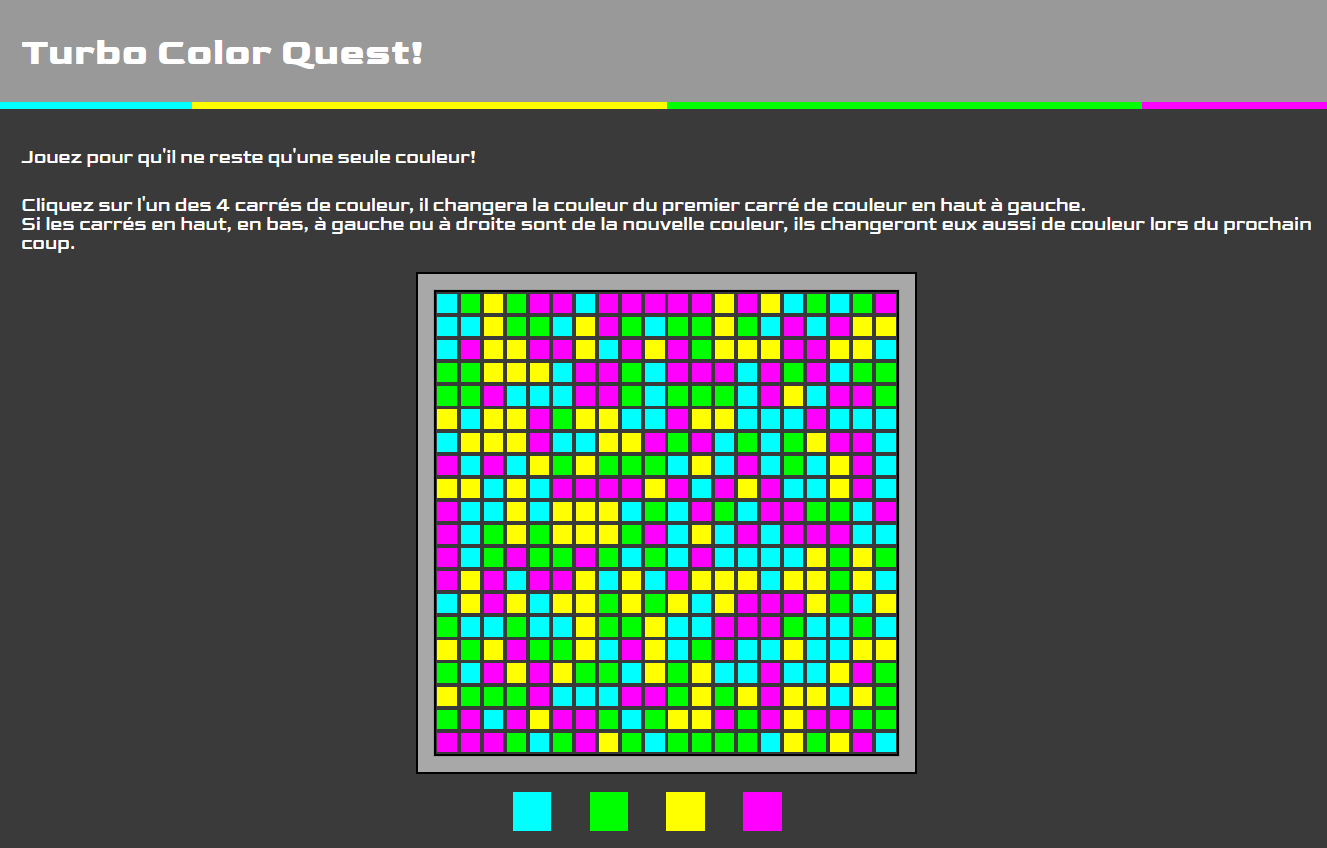 Turbo Color Quest!
Jouez pour qu'il ne reste qu'une seule couleur!
Cliquez sur l'un des 4 carrés de couleur, il changera la couleur du premier carré de couleur en haut à gauche.
Si les carrés en haut, en bas, à gauche ou à droite sont de la nouvelle couleur, ils changeront eux aussi de couleur lors du prochain
coup.